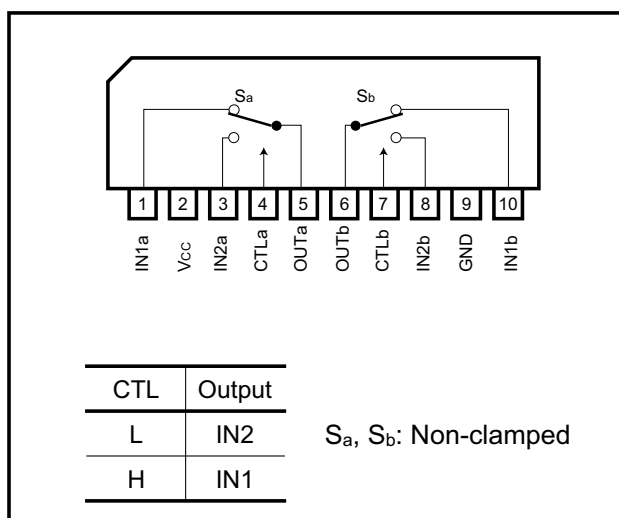 Sa Sb
1 2 3 4 5 6 7 8 9 10
IN1a VCC IN2a CTLa OUTa OUTb CTLb IN2b GND IN1b
CTL Output
L IN2
H IN1
Sa, Sb: Non-clamped